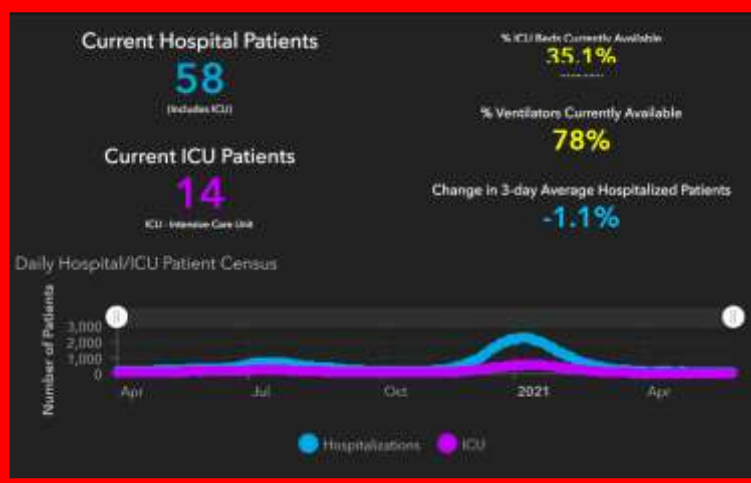 Current Hospital Patients
58
(Includes ICU)
Current ICU Patients
14
ICU - Intensive Care Unit
% ICU Beds Currently Available
35.1%
% Ventilators Currently Available
78%
Change in 3-day Average Hospitalized Patients
-1.1%
Daily Hospital/ICU Patient Census
Number of Patients
3,000
2,000
1,000
0
Apr Jul Oct 2021 Apr
Hospitalizations ICU